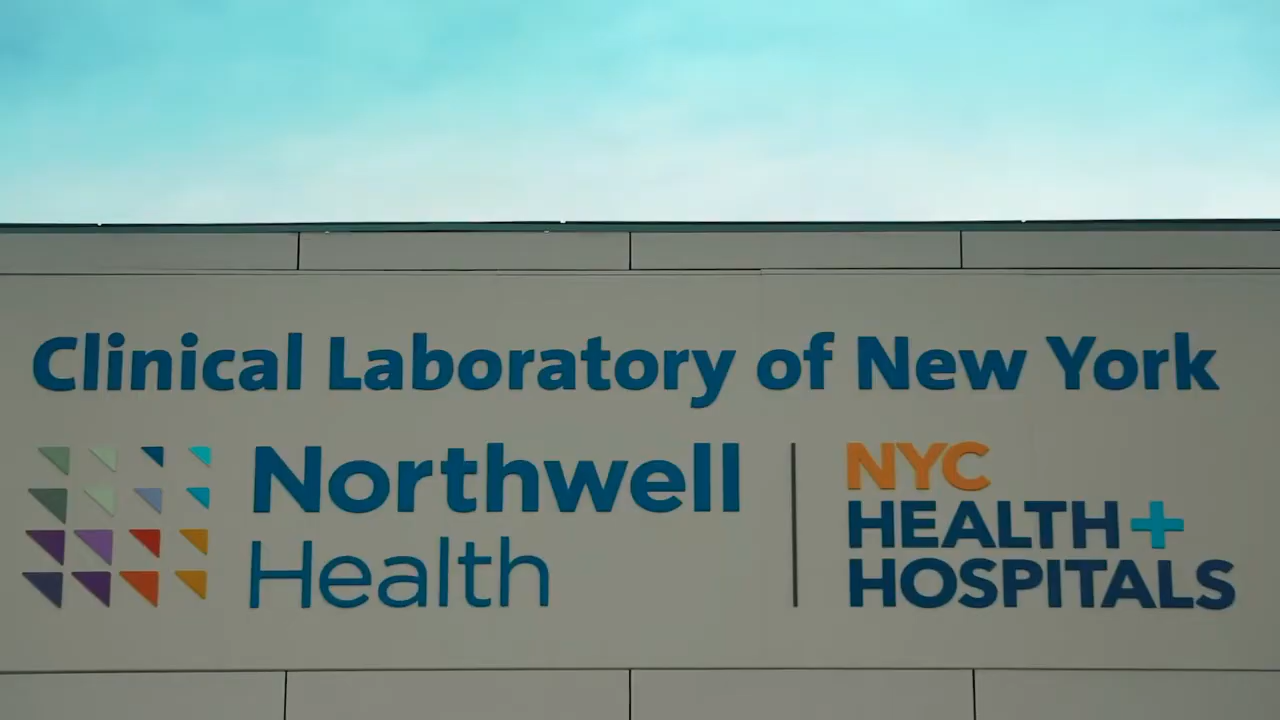 Clinical Laboratory of New York
Northwell
Health
NYC
HEALTH+
HOSPITALS